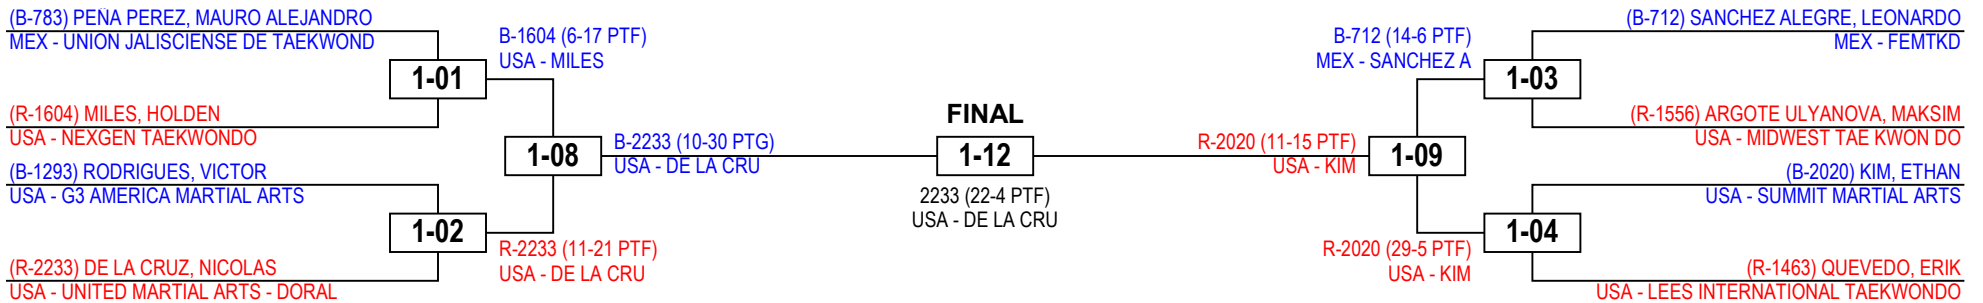 (B-783) PEÑA PEREZ, MAURO ALEJANDRO
MEX - UNION JALISCIENSE DE TAEKWOND
1-01
(R-1604) MILES, HOLDEN
USA - NEXGEN TAEKWONDO
B-1604 (6-17 PTF)
USA - MILES
(B-1293) RODRIGUES, VICTOR
USA - G3 AMERICA MARTIAL ARTS
1-02
(R-2233) DE LA CRUZ, NICOLAS
USA - UNITED MARTIAL ARTS - DORAL
R-2233 (11-21 PTF)
USA - DE LA CRU
1-08
B-2233 (10-30 PTG)
USA - DE LA CRU
FINAL
1-12
2233 (22-4 PTF)
USA - DE LA CRU
R-2020 (11-15 PTF)
USA - KIM
1-09
B-712 (14-6 PTF)
MEX - SANCHEZ A
(B-712) SANCHEZ ALEGRE, LEONARDO
MEX - FEMTKD
1-03
(R-1556) ARGOTE ULYANOVA, MAKSIM
USA - MIDWEST TAE KWON DO
(B-2020) KIM, ETHAN
USA - SUMMIT MARTIAL ARTS
1-04
R-2020 (29-5 PTF)
USA - KIM
(R-1463) QUEVEDO, ERIK
USA - LEES INTERNATIONAL TAEKWONDO